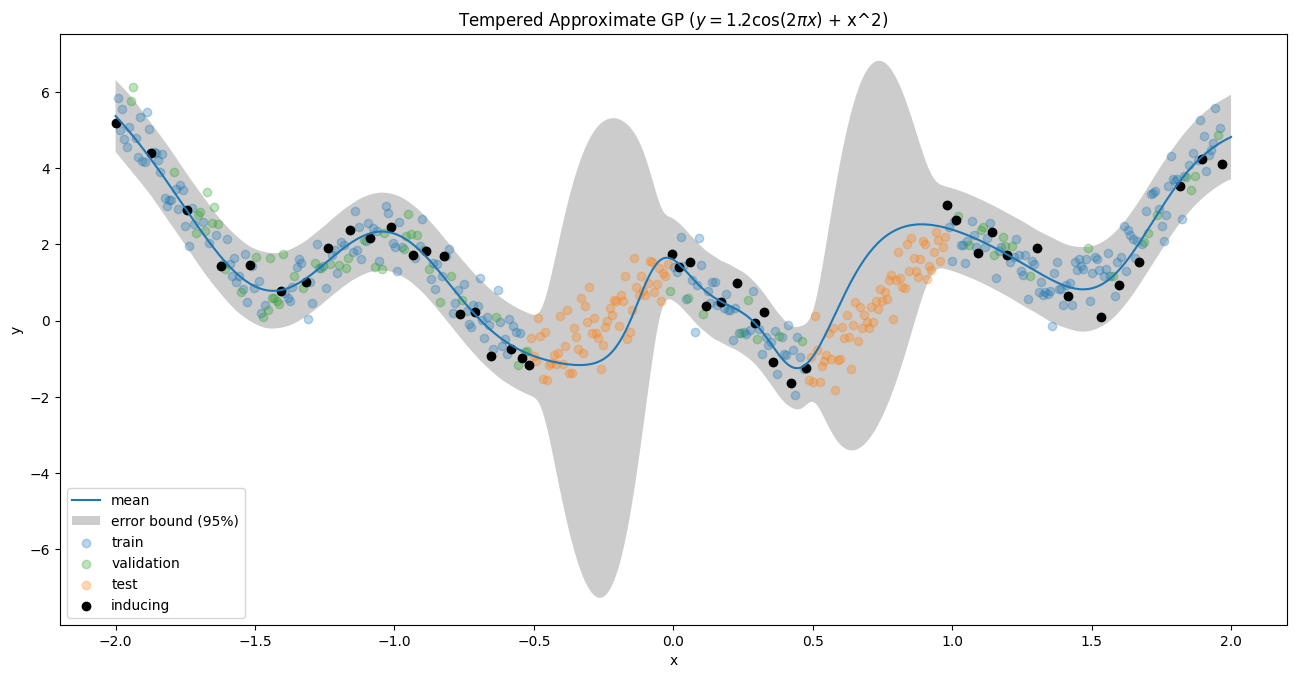 Tempered Approximate GP (y = 1.2cos(2πx) + x^2)
y
6
4
2
0
−2
−4
−6
mean
error bound (95%)
train
validation
test
inducing
−2.0 −1.5 −1.0 −0.5 0.0 0.5 1.0 1.5 2.0
x